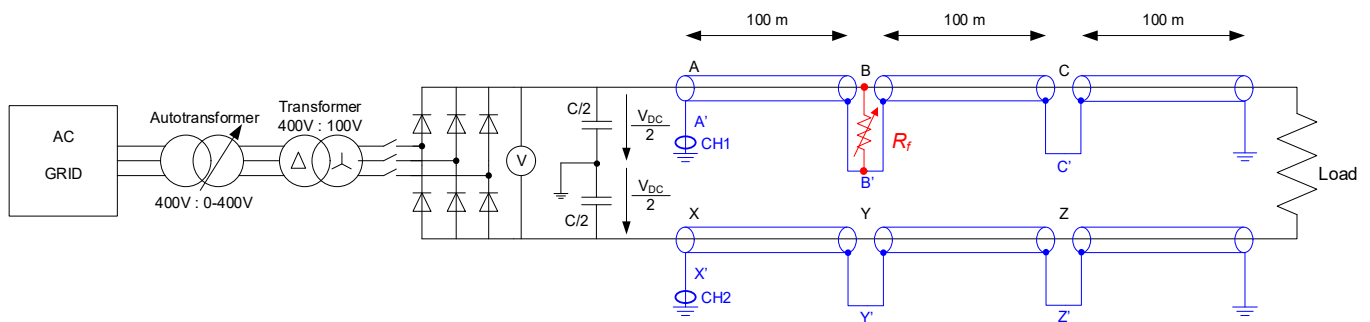 100 m
100 m
100 m
A
B
C
AC
GRID
Autotransformer
400V : 0-400V
Transformer
400V : 100V
Δ
V
C/2
C/2
V_DC
2
V_DC
2
A'
CH1
R_f
B'
C'
Load
X
Y
Z
X'
CH2
Y'
Z'